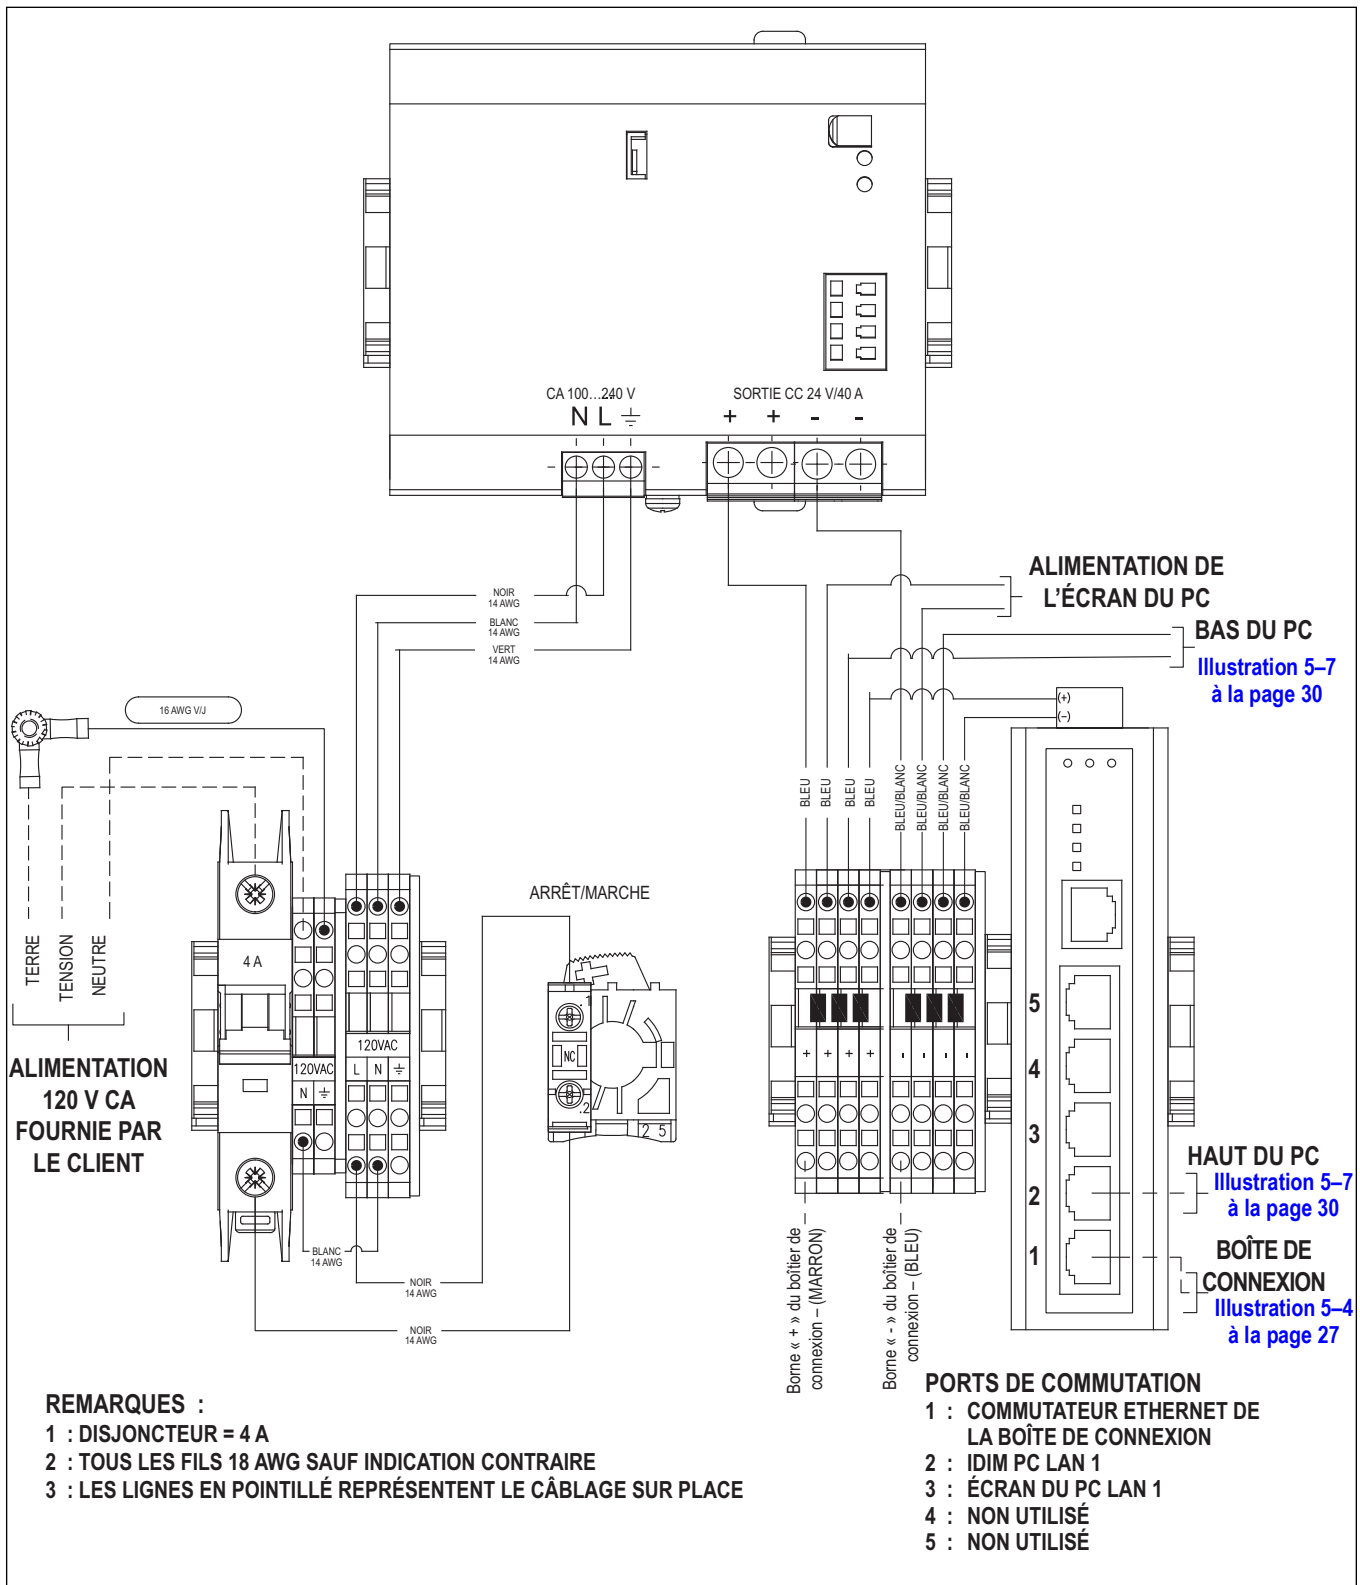 CA 100...240 V
SORTIE CC 24 V/40 A
N L
+ + - -
NOIR
14 AWG
BLANC
14 AWG
VERT
14 AWG
ALIMENTATION DE
L'ÉCRAN DU PC
BAS DU PC
Illustration 5–7
à la page 30
(+)
(–)
16 AWG V/J
TERRE
TENSION
NEUTRE
ALIMENTATION
120 V CA
FOURNIE PAR
LE CLIENT
4 A
120VAC
N
120VAC
L N
ARRÊT/MARCHE
.1
NC
.2
2 5
BLEU
BLEU
BLEU
BLEU
BLEU/BLANC
BLEU/BLANC
BLEU/BLANC
BLEU/BLANC
+ + + +
- - - -
5
4
3
2
1
HAUT DU PC
Illustration 5–7
à la page 30
BOÎTE DE
CONNEXION
Illustration 5–4
à la page 27
BLANC
14 AWG
NOIR
14 AWG
NOIR
14 AWG
Borne « + » du boîtier de
connexion – (MARRON)
Borne « - » du boîtier de
connexion – (BLEU)
REMARQUES :
1 : DISJONCTEUR = 4 A
2 : TOUS LES FILS 18 AWG SAUF INDICATION CONTRAIRE
3 : LES LIGNES EN POINTILLÉ REPRÉSENTENT LE CÂBLAGE SUR PLACE
PORTS DE COMMUTATION
1 : COMMUTATEUR ETHERNET DE
LA BOÎTE DE CONNEXION
2 : IDIM PC LAN 1
3 : ÉCRAN DU PC LAN 1
4 : NON UTILISÉ
5 : NON UTILISÉ